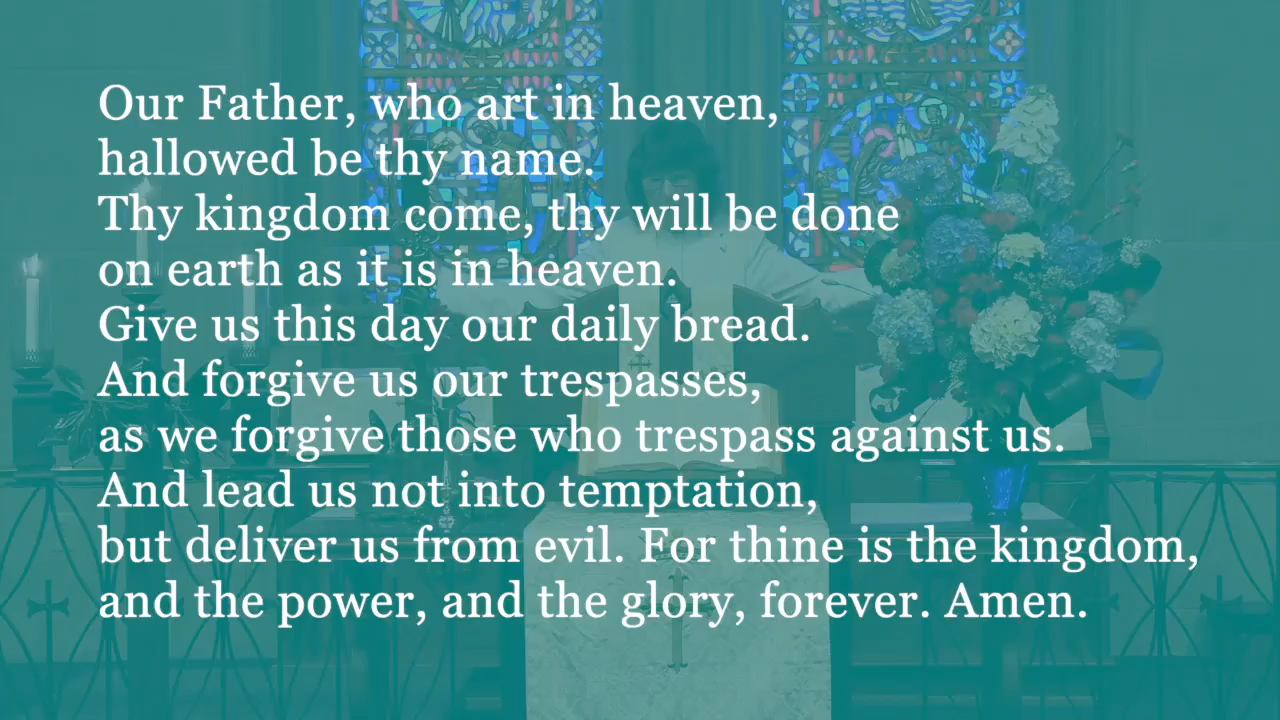 Our Father, who art in heaven,
hallowed be thy name.
Thy kingdom come, thy will be done
on earth as it is in heaven.
Give us this day our daily bread.
And forgive us our trespasses,
as we forgive those who trespass against us.
And lead us not into temptation,
but deliver us from evil. For thine is the kingdom,
and the power, and the glory, forever. Amen.